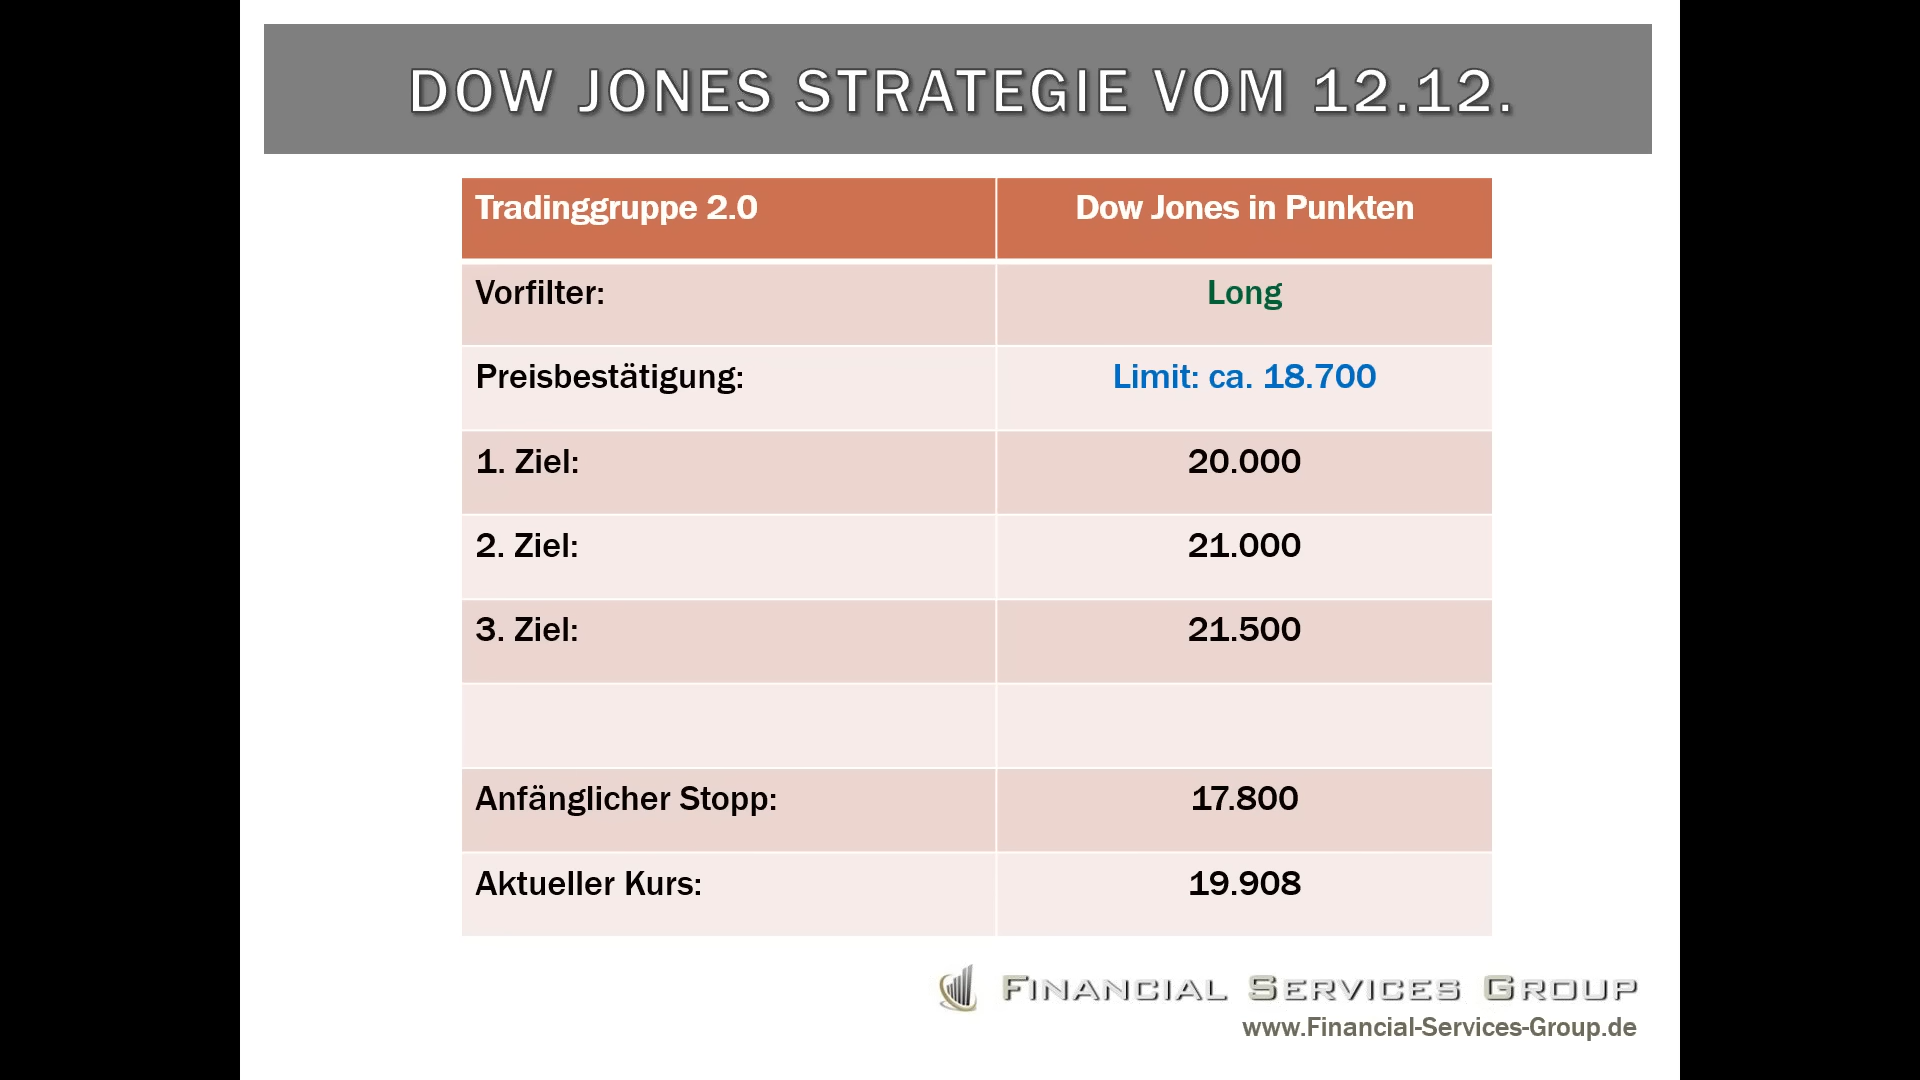 DOW JONES STRATEGIE VOM 12.12.
Tradinggruppe 2.0 Dow Jones in Punkten
Vorfilter: Long
Preisbestätigung: Limit: ca. 18.700
1. Ziel: 20.000
2. Ziel: 21.000
3. Ziel: 21.500
Anfänglicher Stopp: 17.800
Aktueller Kurs: 19.908
Financial Services Group
www.Financial-Services-Group.de